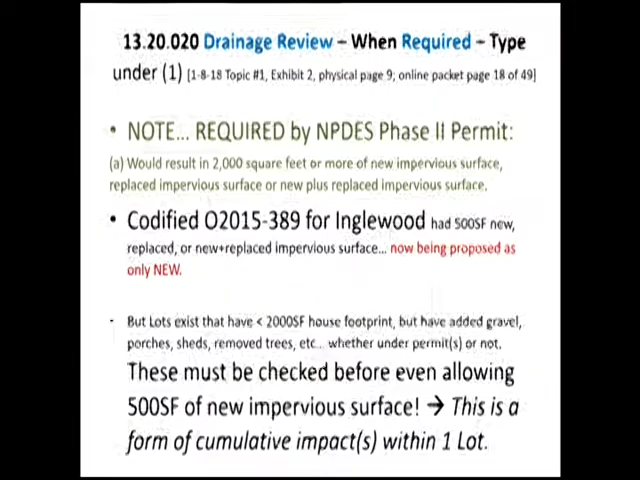 13.20.020 Drainage Review – When Required – Type
under (1) [1-8-18 Topic #1, Exhibit 2, physical page 9; online packet page 18 of 49]
• NOTE... REQUIRED by NPDES Phase II Permit:
(a) Would result in 2,000 square feet or more of new impervious surface,
replaced impervious surface or new plus replaced impervious surface.
• Codified O2015-389 for Inglewood had 500SF new,
replaced, or new+replaced impervious surface... now being proposed as
only NEW.
- But Lots exist that have < 2000SF house footprint, but have added gravel,
porches, sheds, removed trees, etc... whether under permit(s) or not.
These must be checked before even allowing
500SF of new impervious surface! → This is a
form of cumulative impact(s) within 1 Lot.